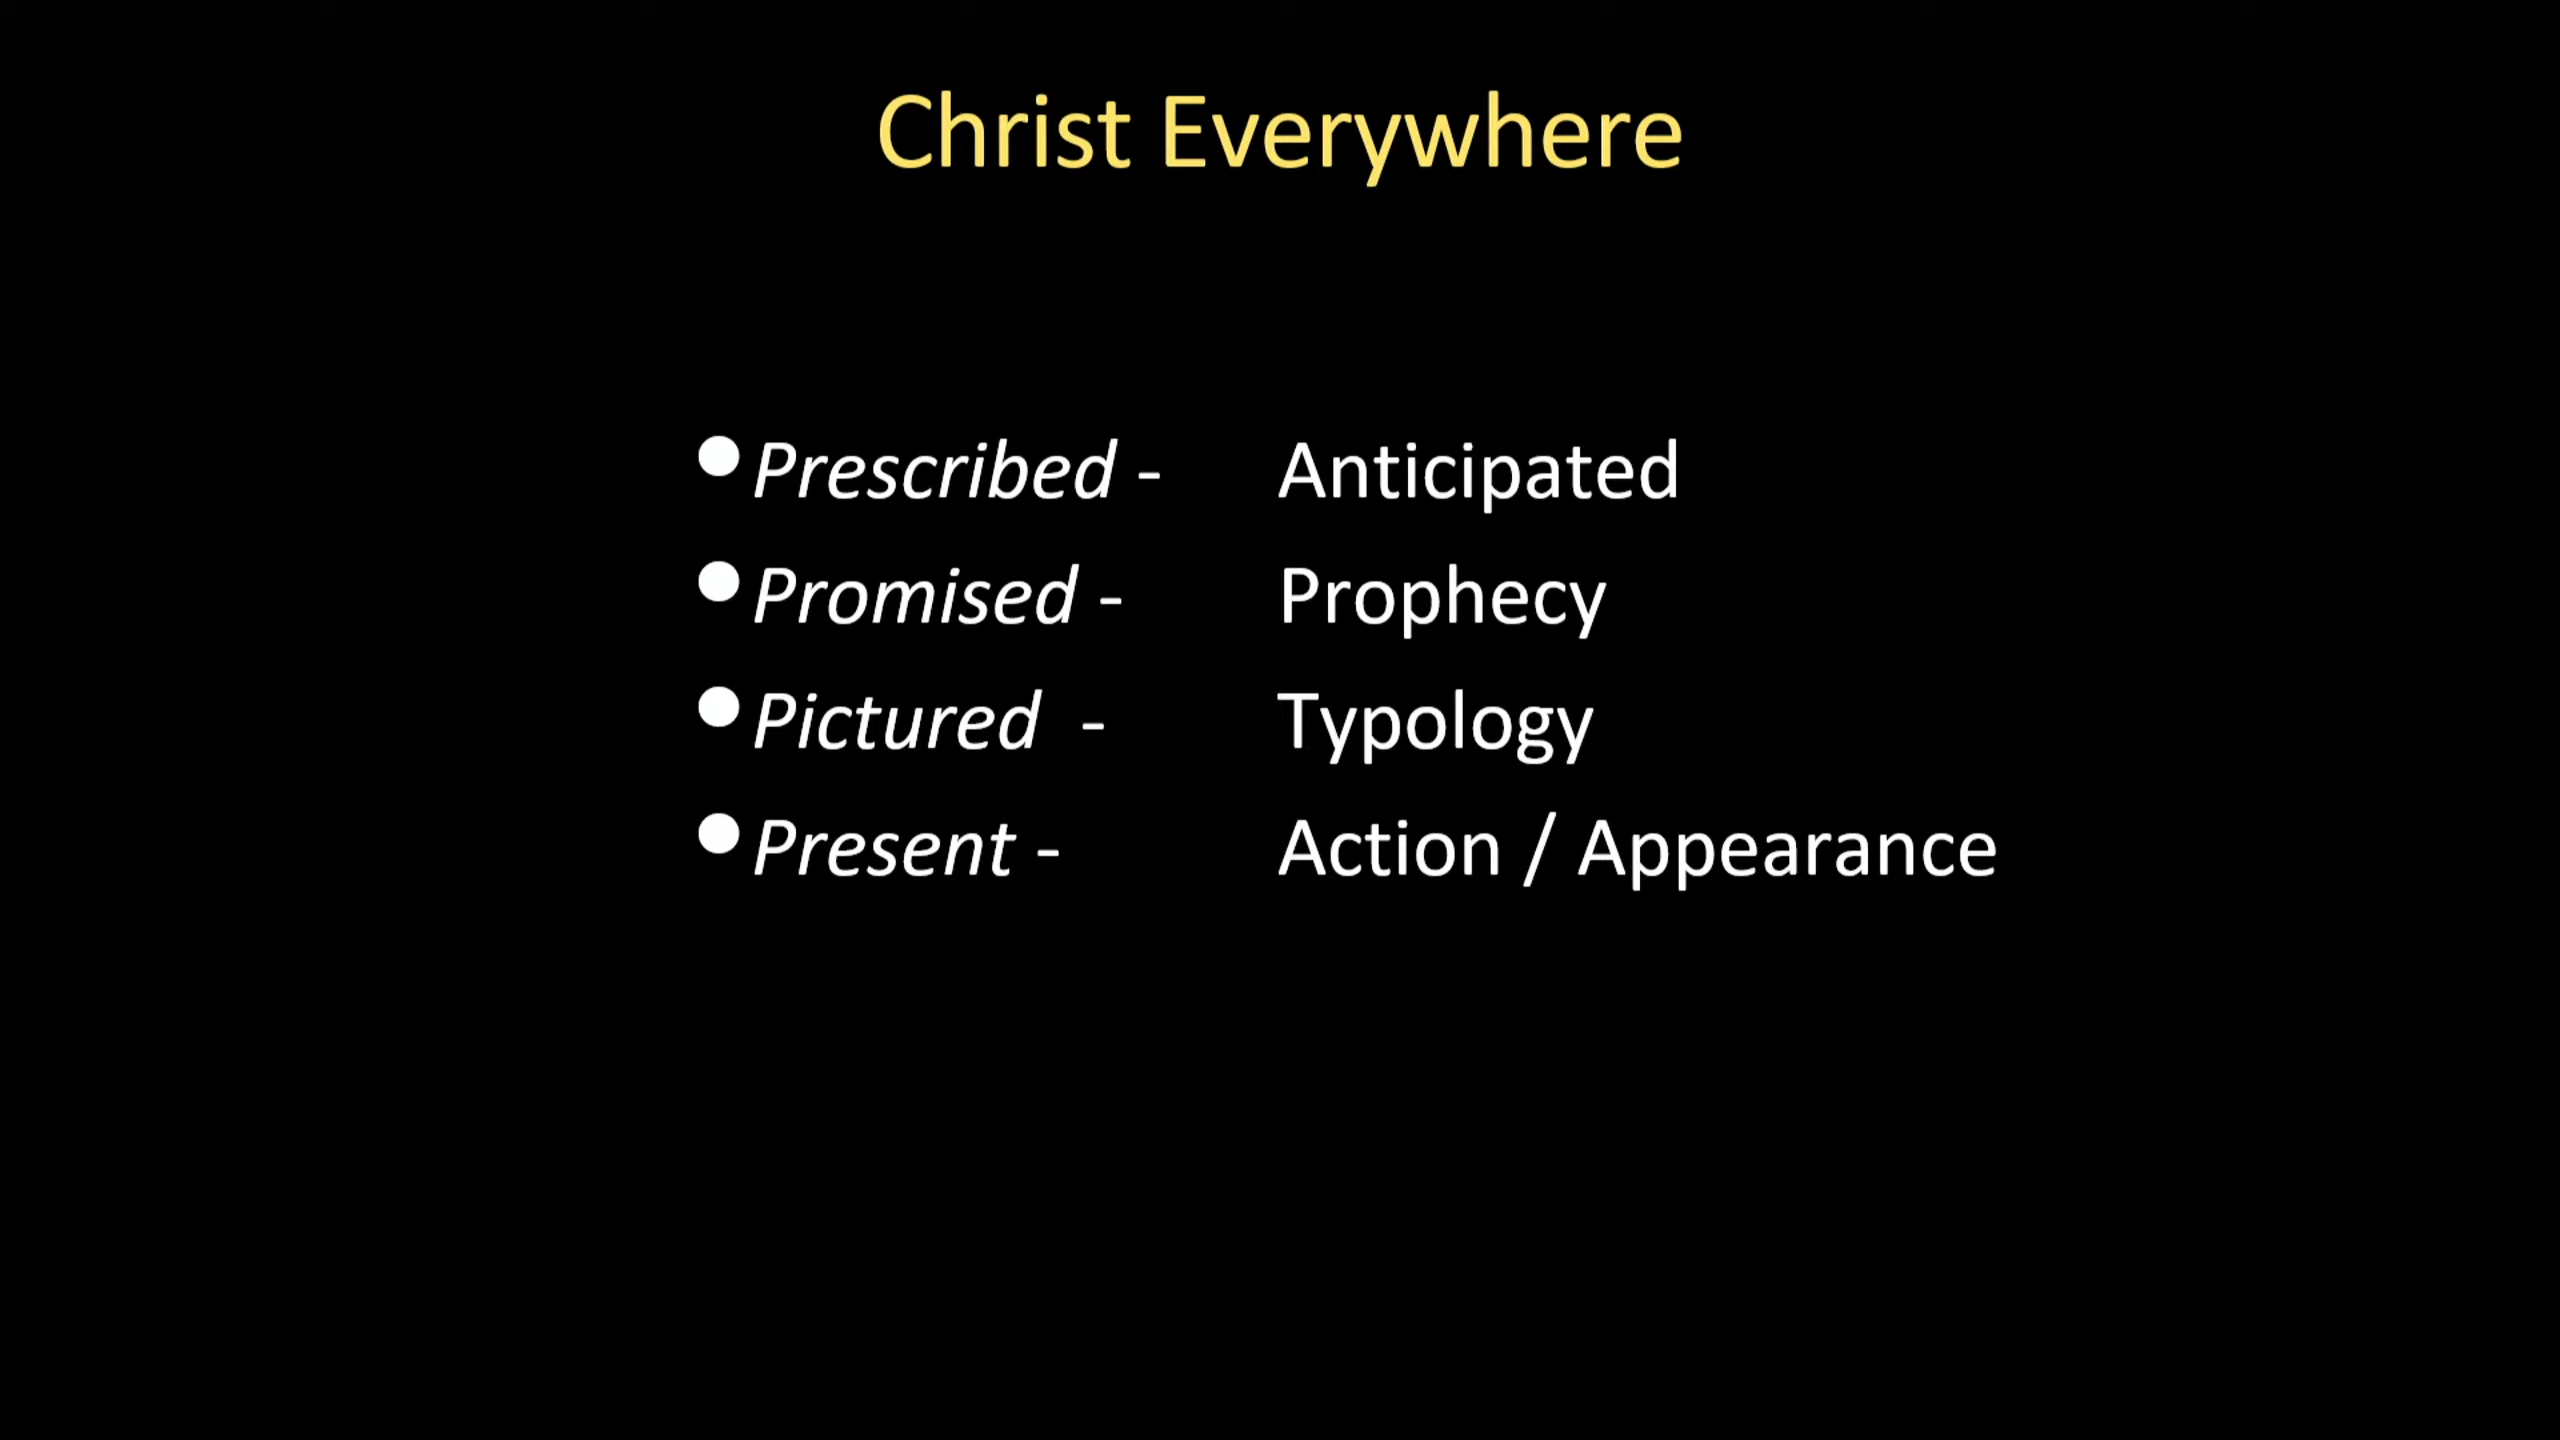 Christ Everywhere
• Prescribed - Anticipated
• Promised - Prophecy
• Pictured - Typology
• Present - Action / Appearance